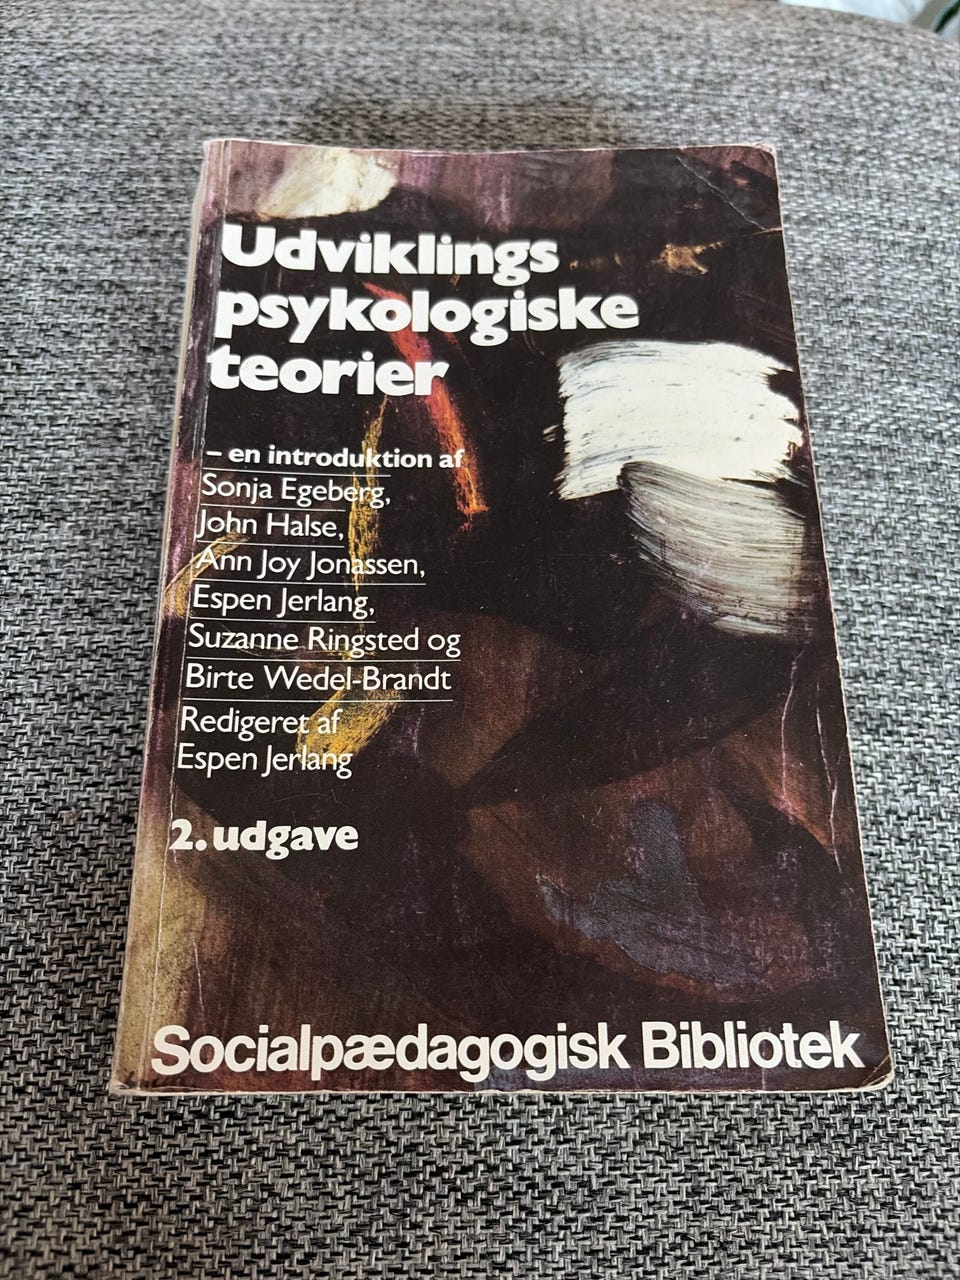 Udviklings
psykologiske
teorier
– en introduktion af
Sonja Egeberg,
John Halse,
Ann Joy Jonassen,
Espen Jerlang,
Suzanne Ringsted og
Birte Wedel-Brandt
Redigeret af
Espen Jerlang
2. udgave
Socialpædagogisk Bibliotek